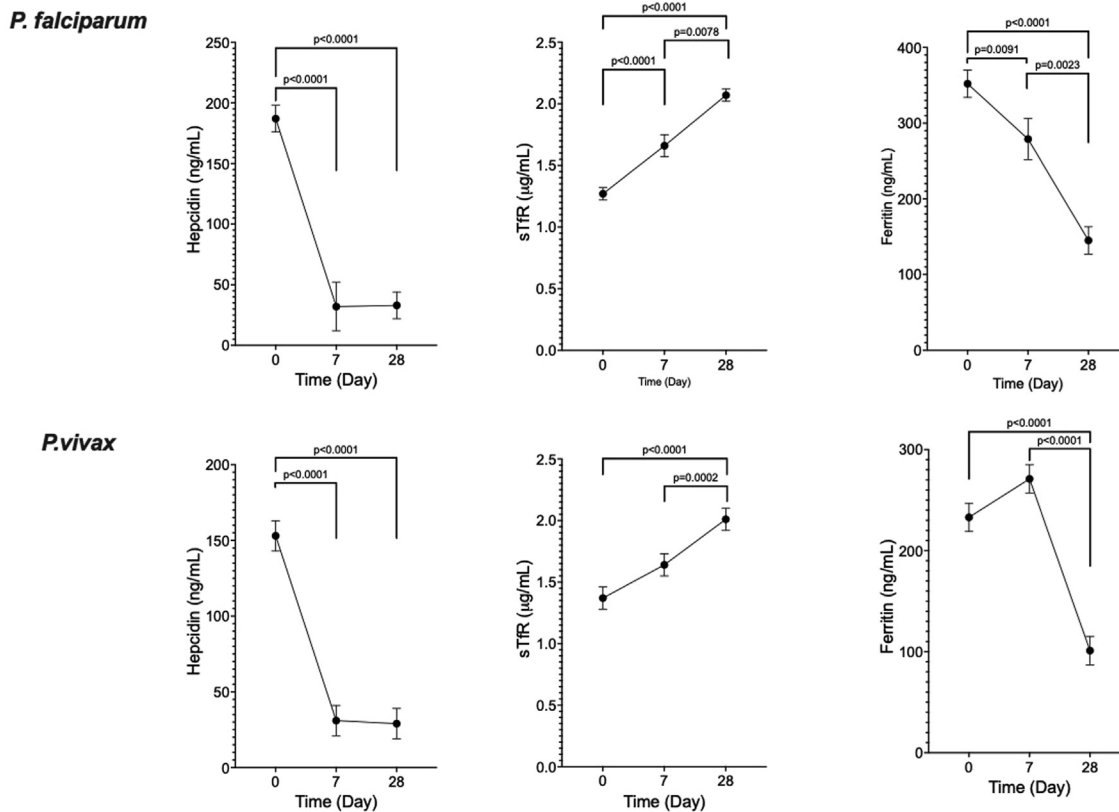 P. falciparum
p<0.0001
p<0.0001
250
200
150
100
50
0
Hepcidin (ng/mL)
0 7 28
Time (Day)
p<0.0001
p=0.0078
p<0.0001
2.5
2.0
1.5
1.0
0.5
0.0
sTfR (μg/mL)
0 7 28
Time (Day)
p<0.0001
p=0.0091
p=0.0023
400
300
200
100
0
Ferritin (ng/mL)
0 7 28
Time (Day)
P.vivax
p<0.0001
p<0.0001
200
150
100
50
0
Hepcidin (ng/mL)
0 7 28
Time (Day)
p<0.0001
p=0.0002
2.5
2.0
1.5
1.0
0.5
0.0
sTfR (μg/mL)
0 7 28
Time (Day)
p<0.0001
p<0.0001
300
200
100
0
Ferritin (ng/mL)
0 7 28
Time (Day)